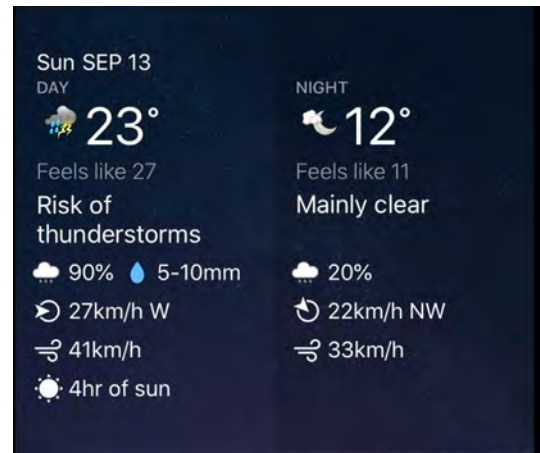 Sun SEP 13
DAY
23°
Feels like 27
Risk of
thunderstorms
90% 5-10mm
27km/h W
41km/h
4hr of sun
NIGHT
12°
Feels like 11
Mainly clear
20%
22km/h NW
33km/h